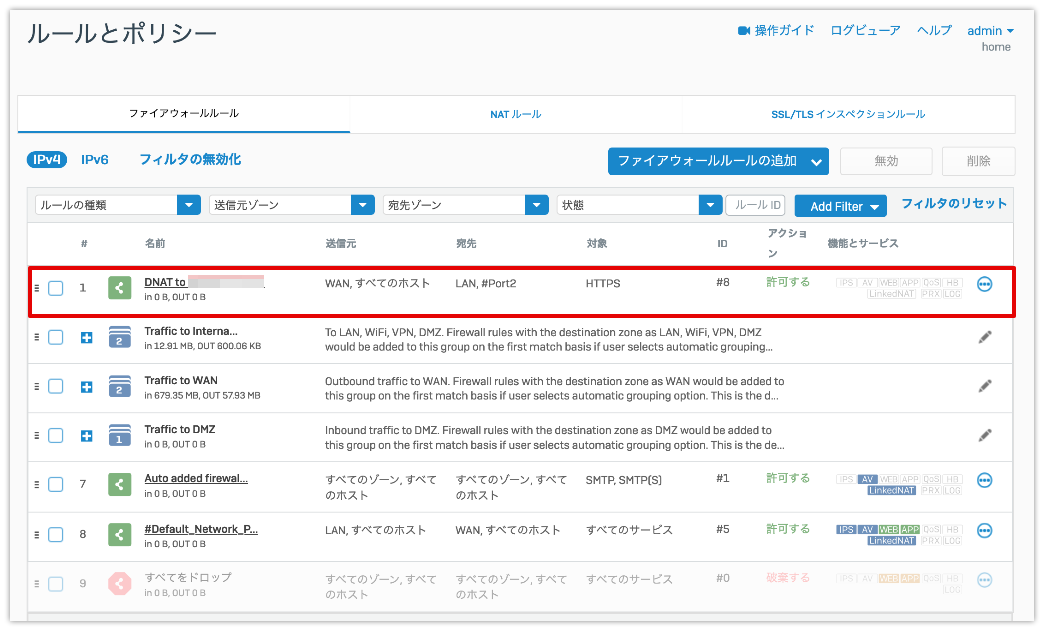 ルールとポリシー
操作ガイド ログビューア ヘルプ admin
home
ファイアウォールルール NAT ルール SSL/TLS インスペクションルール
IPv4 IPv6 フィルタの無効化 ファイアウォールルールの追加 無効 削除
ルールの種類 送信元ゾーン 宛先ゾーン 状態 ルール ID Add Filter フィルタのリセット
# 名前 送信元 宛先 対象 ID アクショ
ン 機能とサービス
1 DNAT to WAN, すべてのホスト LAN, #Port2 HTTPS #8 許可する IPS AV WEB APP QoS HB
in 0 B, OUT 0 B LinkedNAT PRX LOG
2 Traffic to Interna... To LAN, WiFi, VPN, DMZ. Firewall rules with the destination zone as LAN, WiFi, VPN, DMZ
in 12.91 MB, OUT 600.06 KB would be added to this group on the first match basis if user selects automatic grouping...
2 Traffic to WAN Outbound traffic to WAN. Firewall rules with the destination zone as WAN would be added to
in 679.35 MB, OUT 57.93 MB this group on the first match basis if user selects automatic grouping option. This is the d...
1 Traffic to DMZ Inbound traffic to DMZ. Firewall rules with the destination zone as DMZ would be added to
in 0 B, OUT 0 B this group on the first match basis if user selects automatic grouping option. This is the de...
7 Auto added firewal... すべてのゾーン, すべて すべてのゾーン, すべて SMTP, SMTP(S) #1 許可する IPS AV WEB APP QoS HB
in 0 B, OUT 0 B のホスト のホスト LinkedNAT PRX LOG
8 #Default_Network_P... LAN, すべてのホスト WAN, すべてのホスト すべてのサービス #5 許可する IPS AV WEB APP QoS HB
in 0 B, OUT 0 B LinkedNAT PRX LOG
9 すべてをドロップ すべてのゾーン, すべて すべてのゾーン, すべて すべてのサービス #0 破棄する IPS AV WEB APP QoS HB
in 0 B, OUT 0 B のホスト のホスト LOG